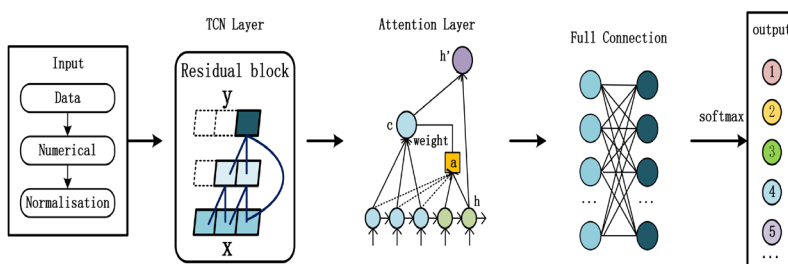 Input
Data
Numerical
Normalisation
TCN Layer
Residual block
y
x
Attention Layer
h'
c
weight
a
h
Full Connection
...
...
softmax
output
1
2
3
4
5
...